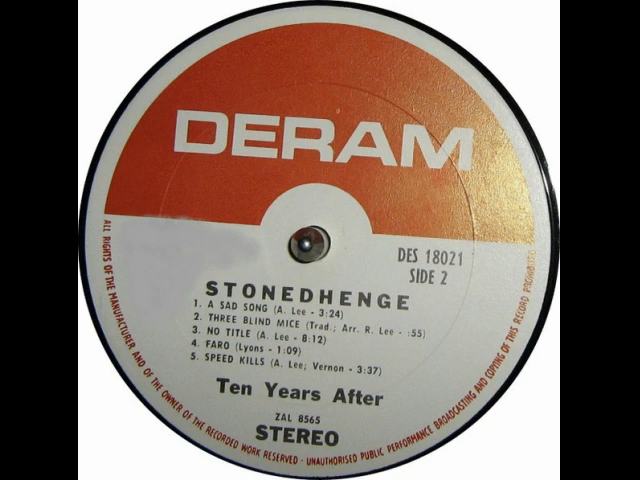 DERAM
DES 18021
SIDE 2
STONEDHENGE
1. A SAD SONG (A. Lee - 3:24)
2. THREE BLIND MICE (Trad.; Arr. R. Lee - :55)
3. NO TITLE (A. Lee - 8:12)
4. FARO (Lyons - 1:09)
5. SPEED KILLS (A. Lee; Vernon - 3:37)
Ten Years After
ZAL 8565
STEREO
ALL RIGHTS OF THE MANUFACTURER AND OF THE OWNER OF THE RECORDED WORK RESERVED - UNAUTHORISED PUBLIC PERFORMANCE BROADCASTING AND COPYING OF THIS RECORD PROHIBITED